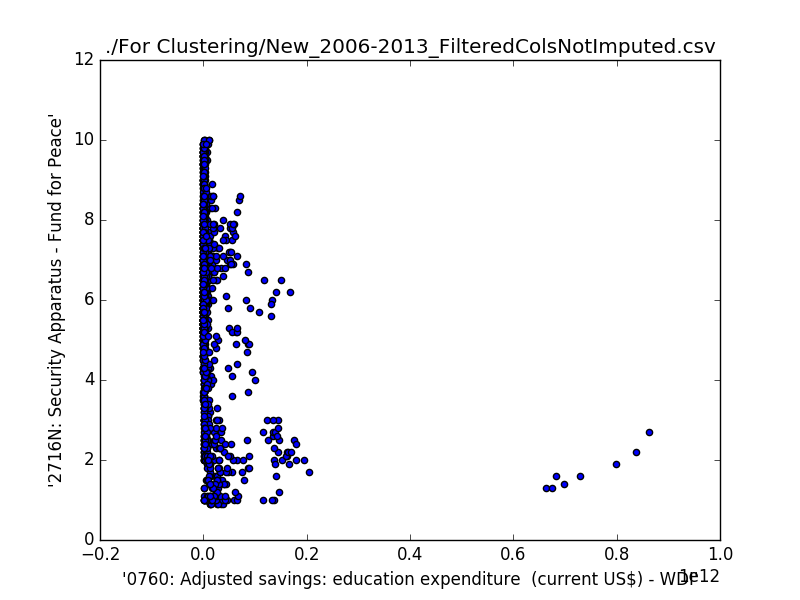 ./For Clustering/New_2006-2013_FilteredColsNotImputed.csv
12
10
8
6
4
2
0
'2716N: Security Apparatus - Fund for Peace'
−0.2 0.0 0.2 0.4 0.6 0.8 1.0
1e12
'0760: Adjusted savings: education expenditure (current US$) - WDI'